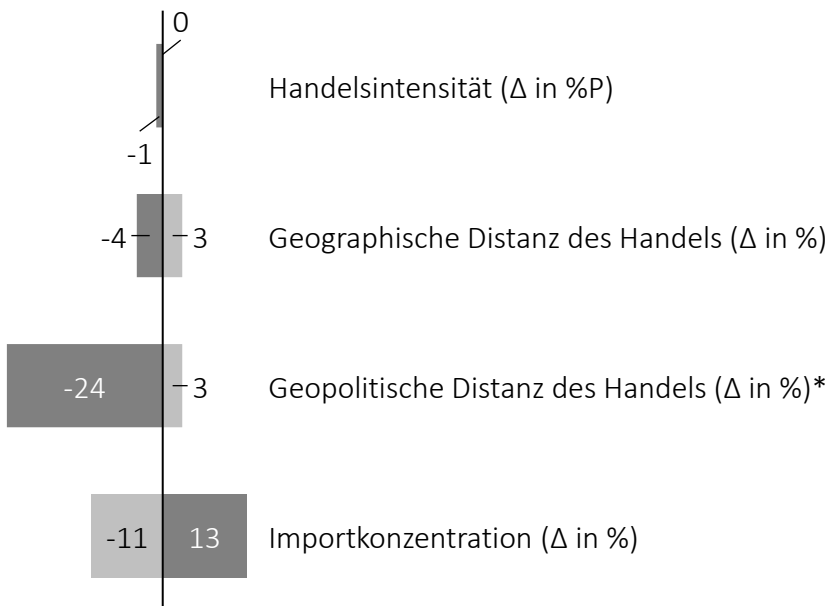 0
Handelsintensität (Δ in %P)
-1
-4 3 Geographische Distanz des Handels (Δ in %)
-24 3 Geopolitische Distanz des Handels (Δ in %)*
-11 13 Importkonzentration (Δ in %)